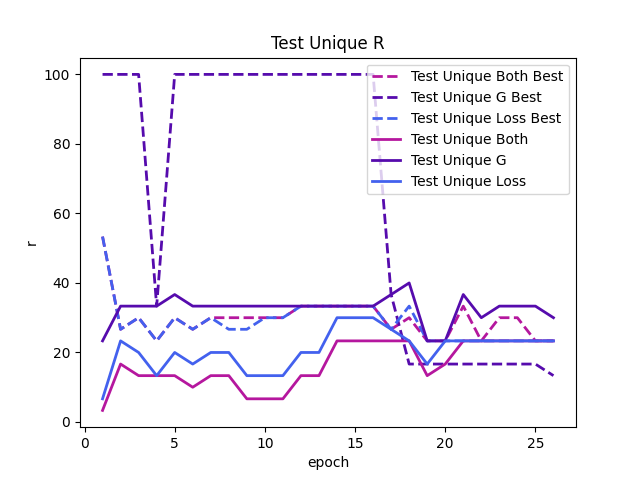 Test Unique R
100
80
60
40
20
0
r
Test Unique Both Best
Test Unique G Best
Test Unique Loss Best
Test Unique Both
Test Unique G
Test Unique Loss
0
5
10
15
20
25
epoch